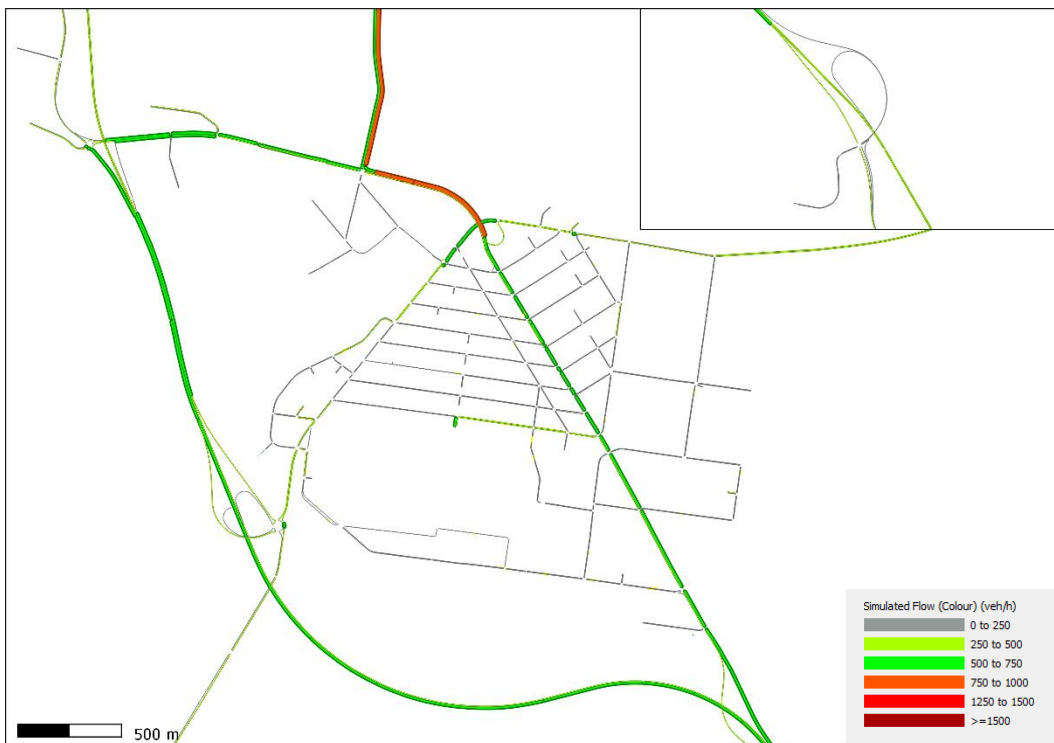 Simulated Flow (Colour) (veh/h)
0 to 250
250 to 500
500 to 750
750 to 1000
1250 to 1500
>=1500
500 m